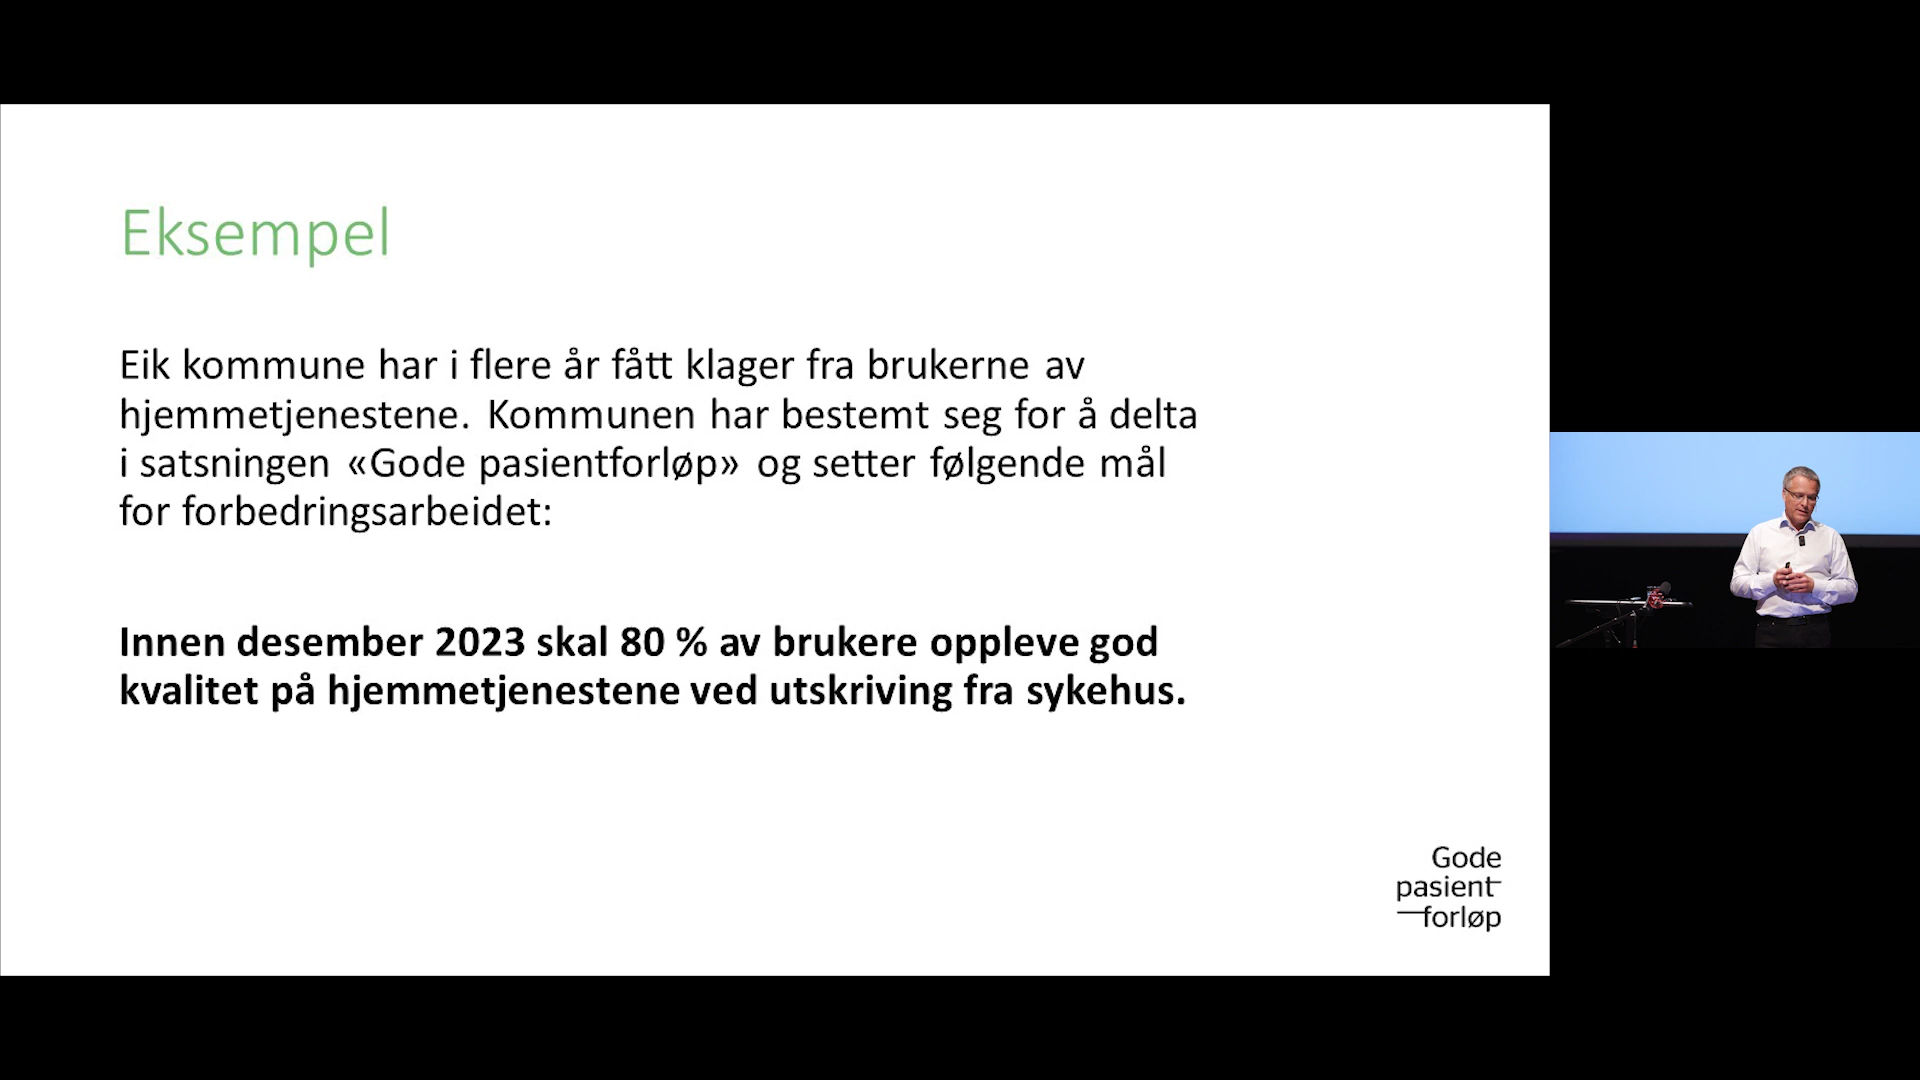 Eksempel
Eik kommune har i flere år fått klager fra brukerne av
hjemmetjenestene. Kommunen har bestemt seg for å delta
i satsningen «Gode pasientforløp» og setter følgende mål
for forbedringsarbeidet:
Innen desember 2023 skal 80 % av brukere oppleve god
kvalitet på hjemmetjenestene ved utskriving fra sykehus.
Gode
pasient-
—forløp